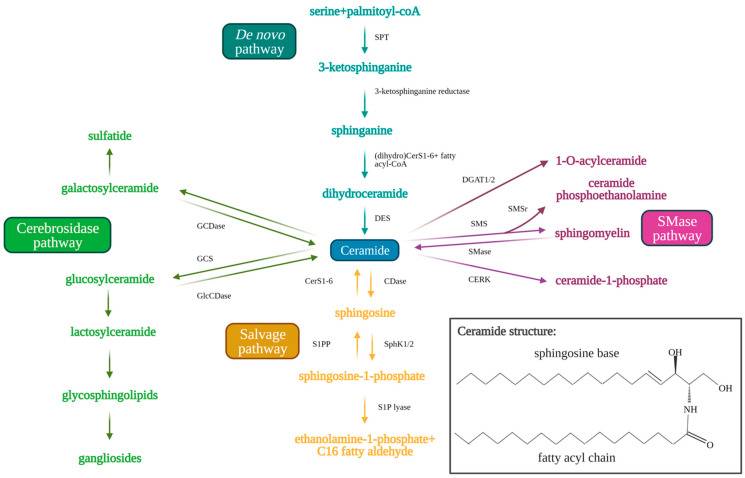 serine+palmitoyl-coA
De novo
pathway
SPT
3-ketosphinganine
3-ketosphinganine reductase
sphinganine
(dihydro)CerS1-6+ fatty
acyl-CoA
dihydroceramide
DES
Ceramide
sulfatide
galactosylceramide
GCDase
Cerebrosidase
pathway
GCS
glucosylceramide
GlcCDase
lactosylceramide
glycosphingolipids
gangliosides
DGAT1/2
1-O-acylceramide
SMSr
ceramide
phosphoethanolamine
SMS
sphingomyelin
SMase
pathway
SMase
CERK
ceramide-1-phosphate
CerS1-6
CDase
sphingosine
Salvage
pathway
S1PP
SphK1/2
sphingosine-1-phosphate
S1P lyase
ethanolamine-1-phosphate+
C16 fatty aldehyde
Ceramide structure:
sphingosine base
OH
OH
NH
O
fatty acyl chain